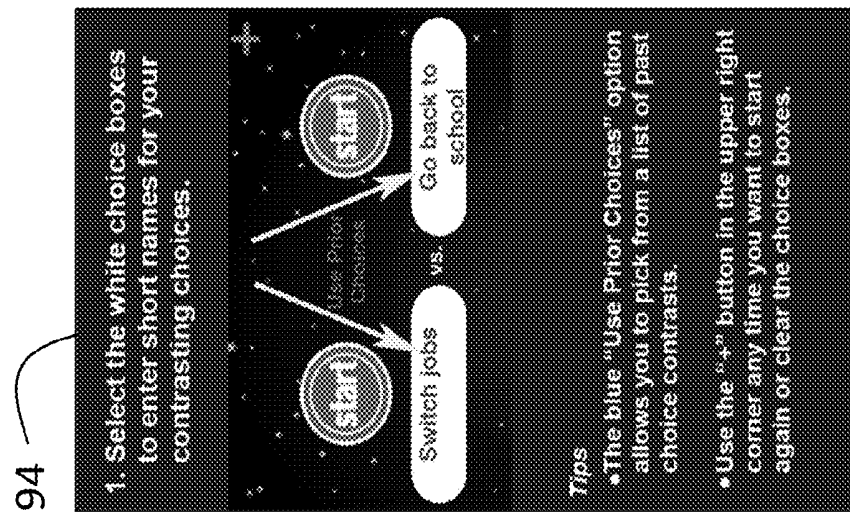 94
1. Select the white choice boxes
to enter short names for your
contrasting choices.
+
start
start
Use Prior
Choices
Switch jobs
vs.
Go back to
school
Tips
•The blue “Use Prior Choices” option
allows you to pick from a list of past
choice contrasts.
•Use the “+” button in the upper right
corner any time you want to start
again or clear the choice boxes.